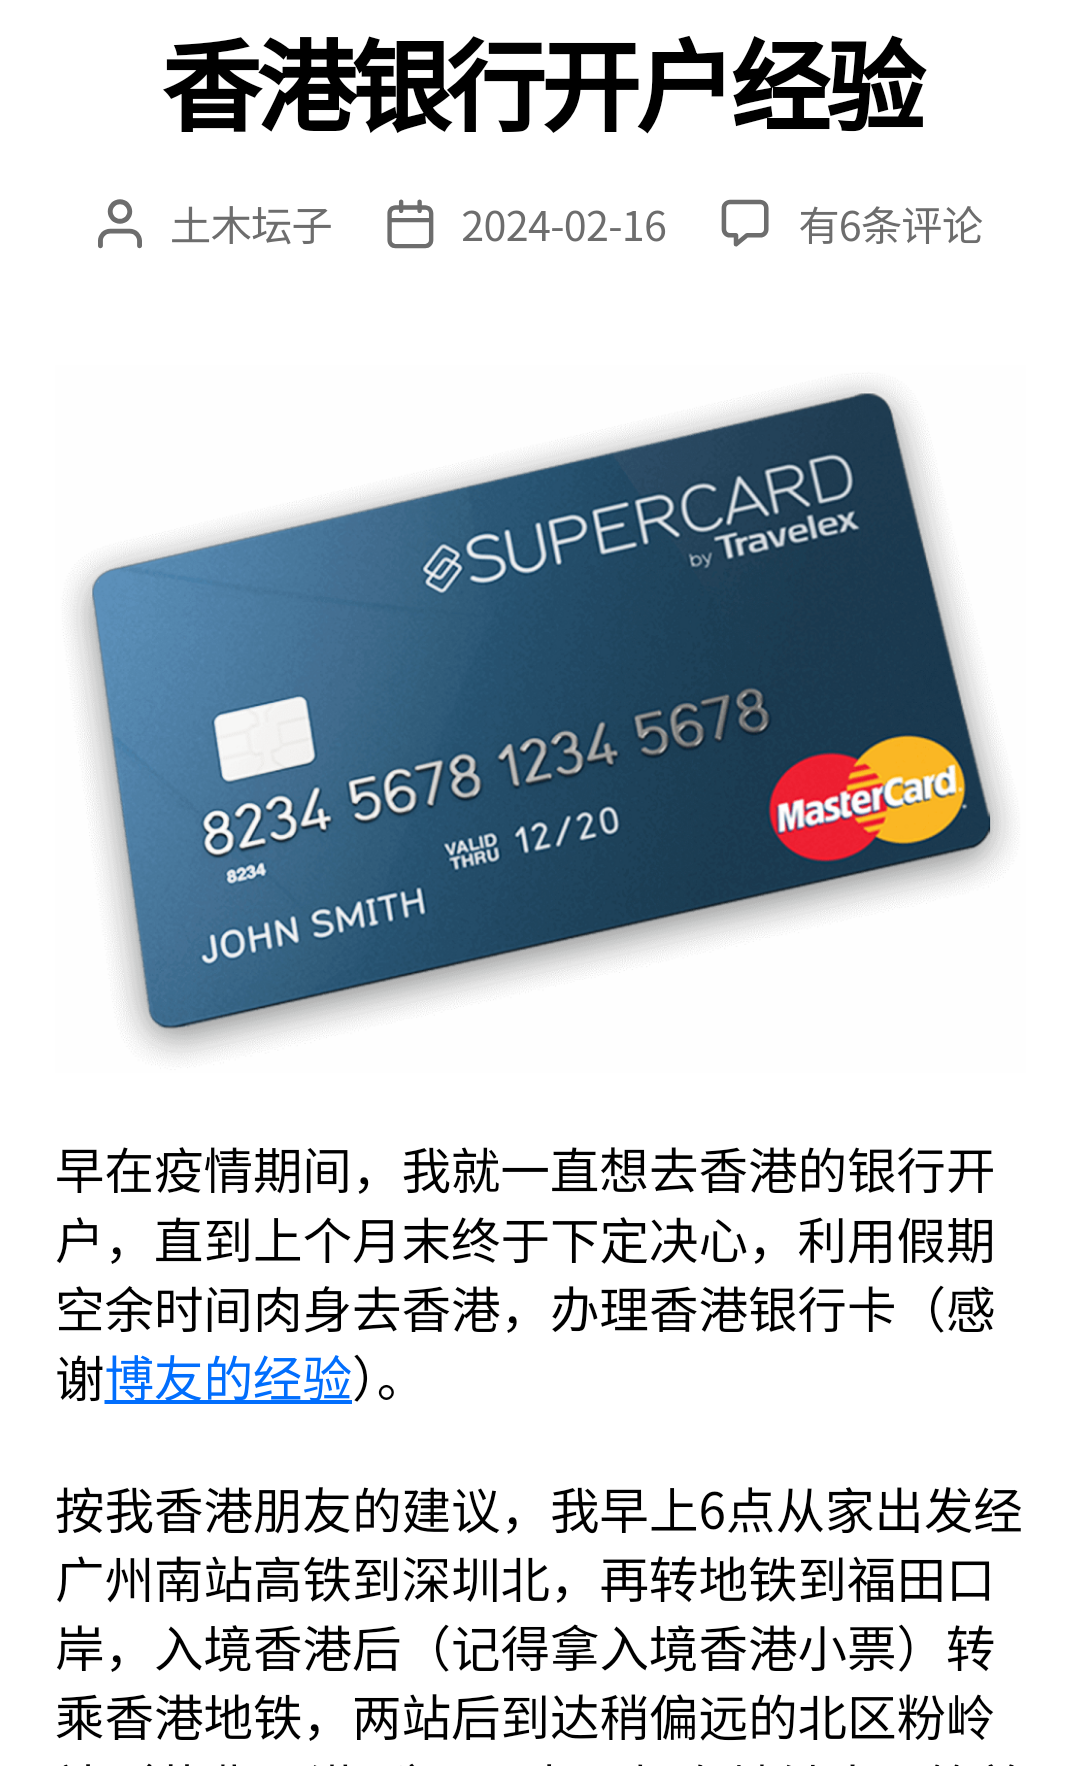 香港银行开户经验
土木坛子 2024-02-16 有6条评论
SUPERCARD
by Travelex
8234 5678 1234 5678
8234 VALID THRU 12/20
JOHN SMITH
MasterCard
早在疫情期间，我就一直想去香港的银行开
户，直到上个月末终于下定决心，利用假期
空余时间肉身去香港，办理香港银行卡（感
谢博友的经验）。
按我香港朋友的建议，我早上6点从家出发经
广州南站高铁到深圳北，再转地铁到福田口
岸，入境香港后（记得拿入境香港小票）转
乘香港地铁，两站后到达稍偏远的北区粉岭